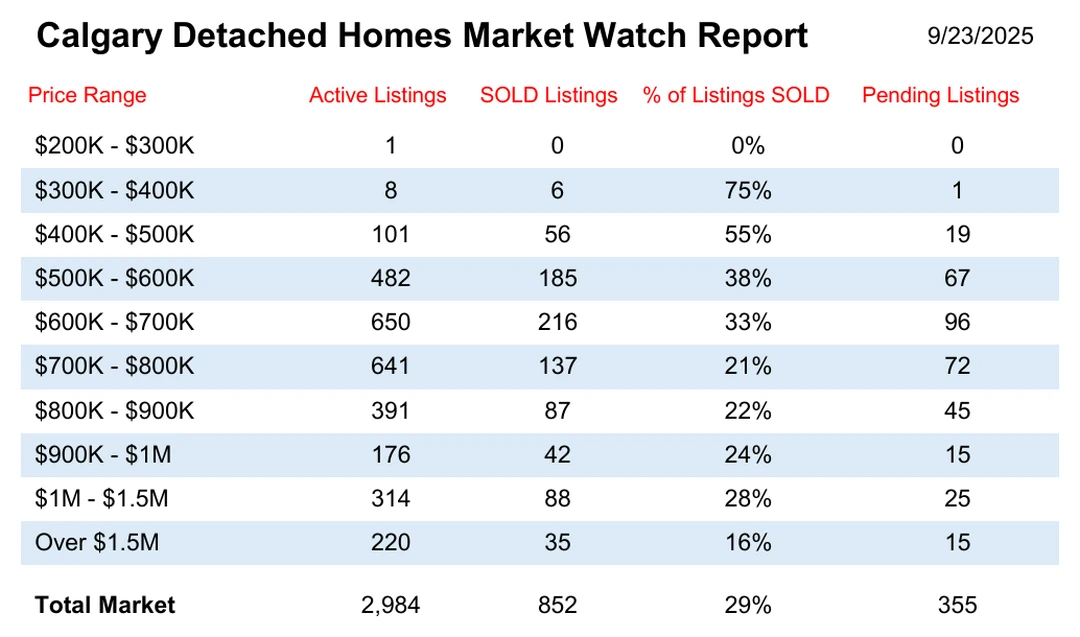 Calgary Detached Homes Market Watch Report 9/23/2025
Price Range Active Listings SOLD Listings % of Listings SOLD Pending Listings
$200K - $300K 1 0 0% 0
$300K - $400K 8 6 75% 1
$400K - $500K 101 56 55% 19
$500K - $600K 482 185 38% 67
$600K - $700K 650 216 33% 96
$700K - $800K 641 137 21% 72
$800K - $900K 391 87 22% 45
$900K - $1M 176 42 24% 15
$1M - $1.5M 314 88 28% 25
Over $1.5M 220 35 16% 15
Total Market 2,984 852 29% 355